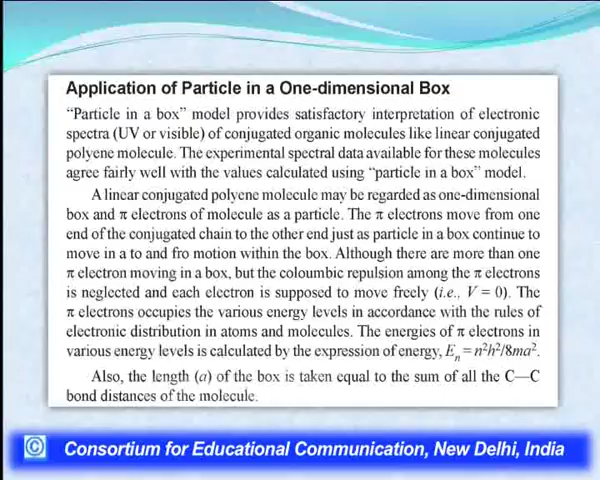 Application of Particle in a One-dimensional Box
“Particle in a box” model provides satisfactory interpretation of electronic
spectra (UV or visible) of conjugated organic molecules like linear conjugated
polyene molecule. The experimental spectral data available for these molecules
agree fairly well with the values calculated using “particle in a box” model.
A linear conjugated polyene molecule may be regarded as one-dimensional
box and π electrons of molecule as a particle. The π electrons move from one
end of the conjugated chain to the other end just as particle in a box continue to
move in a to and fro motion within the box. Although there are more than one
π electron moving in a box, but the coloumbic repulsion among the π electrons
is neglected and each electron is supposed to move freely (i.e., V = 0). The
π electrons occupies the various energy levels in accordance with the rules of
electronic distribution in atoms and molecules. The energies of π electrons in
various energy levels is calculated by the expression of energy, Eₙ = n²h²/8ma².
Also, the length (a) of the box is taken equal to the sum of all the C—C
bond distances of the molecule.
© Consortium for Educational Communication, New Delhi, India